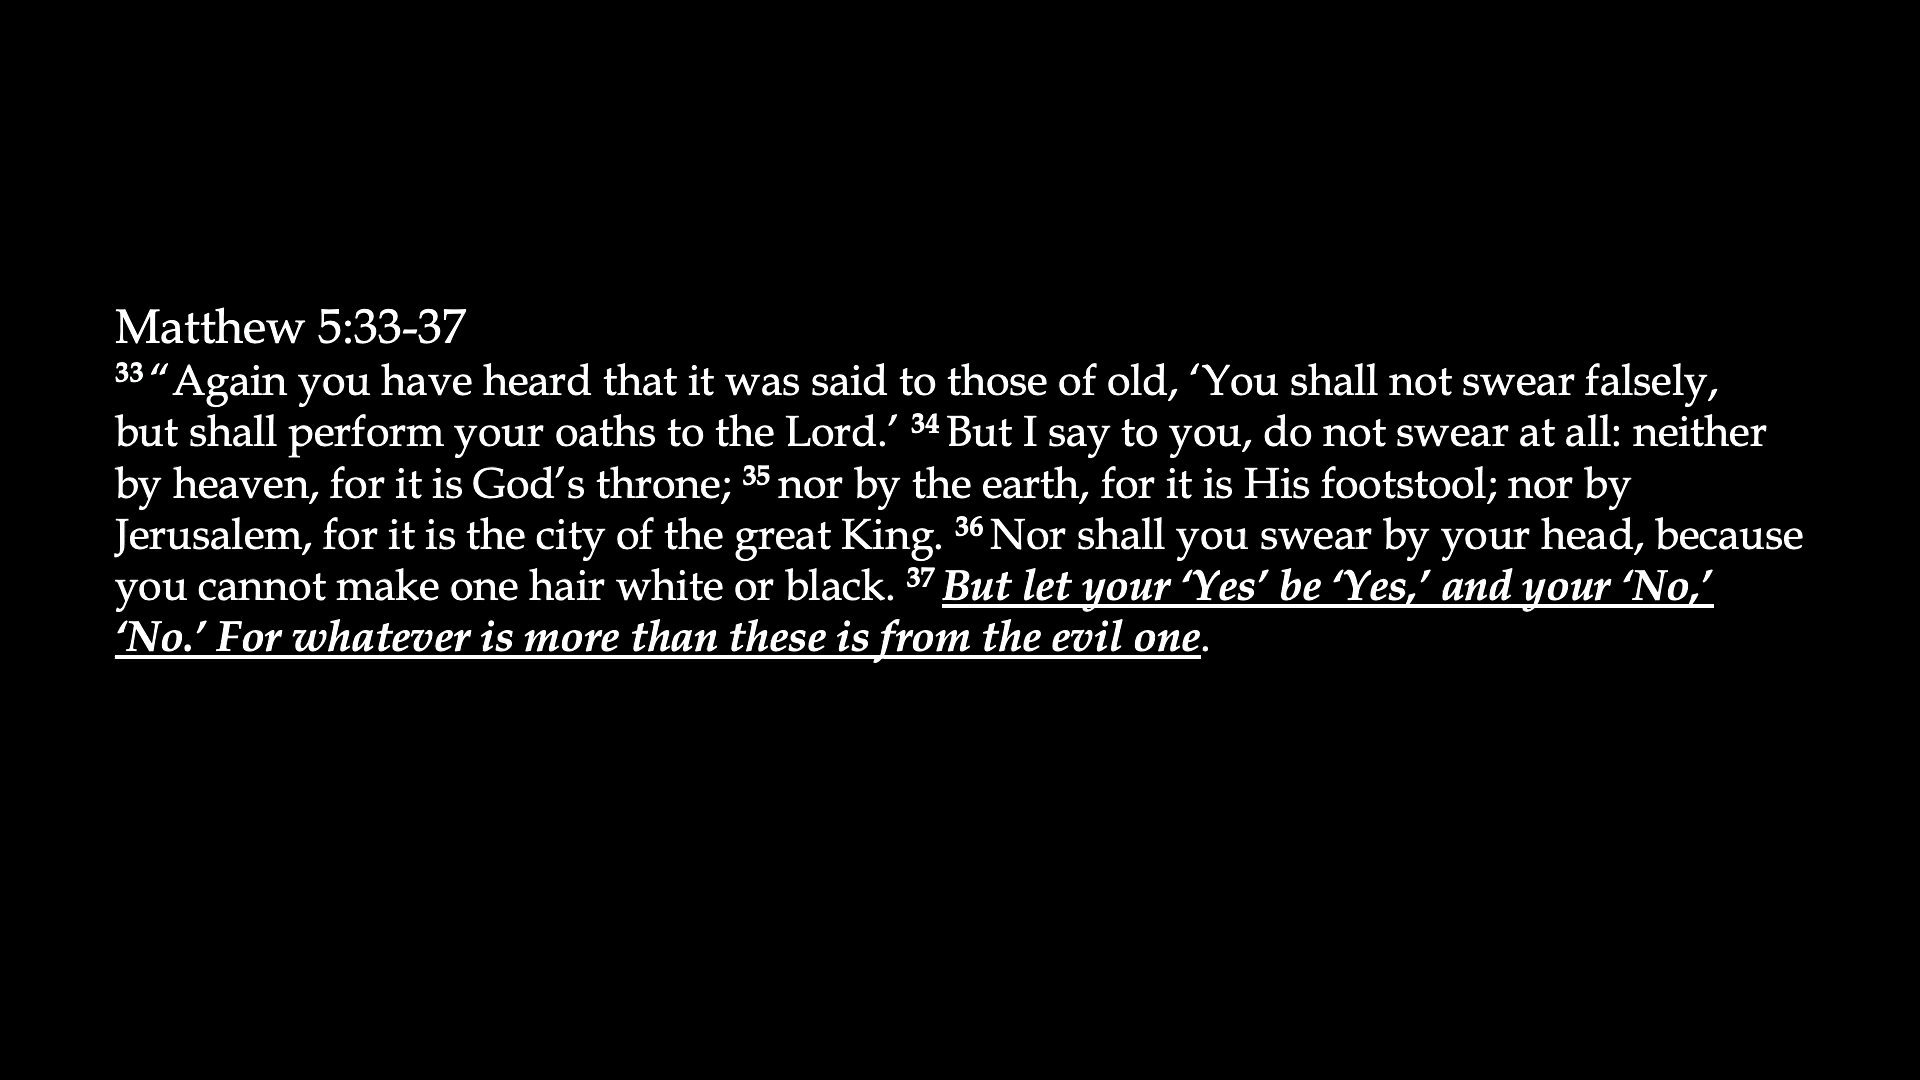 Matthew 5:33-37
33 “Again you have heard that it was said to those of old, ‘You shall not swear falsely,
but shall perform your oaths to the Lord.’ 34 But I say to you, do not swear at all: neither
by heaven, for it is God’s throne; 35 nor by the earth, for it is His footstool; nor by
Jerusalem, for it is the city of the great King. 36 Nor shall you swear by your head, because
you cannot make one hair white or black. 37 But let your ‘Yes’ be ‘Yes,’ and your ‘No,’
‘No.’ For whatever is more than these is from the evil one.